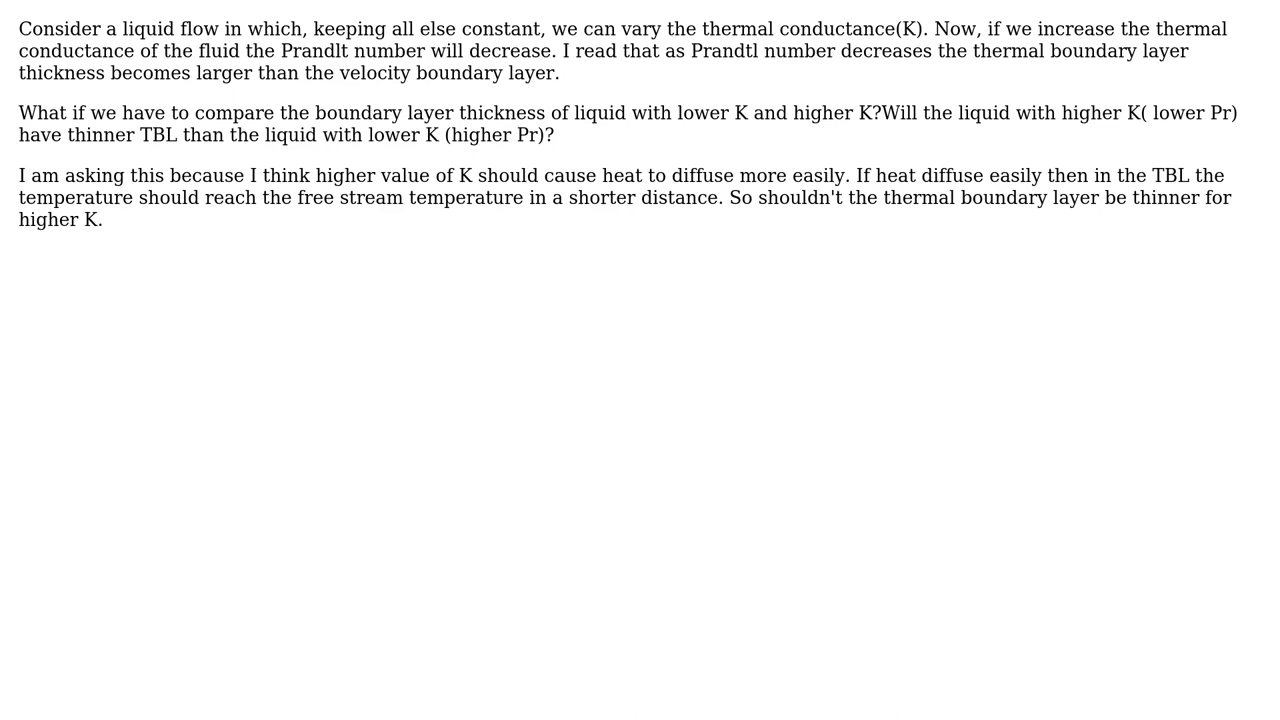 Consider a liquid flow in which, keeping all else constant, we can vary the thermal conductance(K). Now, if we increase the thermal
conductance of the fluid the Prandlt number will decrease. I read that as Prandtl number decreases the thermal boundary layer
thickness becomes larger than the velocity boundary layer.
What if we have to compare the boundary layer thickness of liquid with lower K and higher K?Will the liquid with higher K( lower Pr)
have thinner TBL than the liquid with lower K (higher Pr)?
I am asking this because I think higher value of K should cause heat to diffuse more easily. If heat diffuse easily then in the TBL the
temperature should reach the free stream temperature in a shorter distance. So shouldn't the thermal boundary layer be thinner for
higher K.